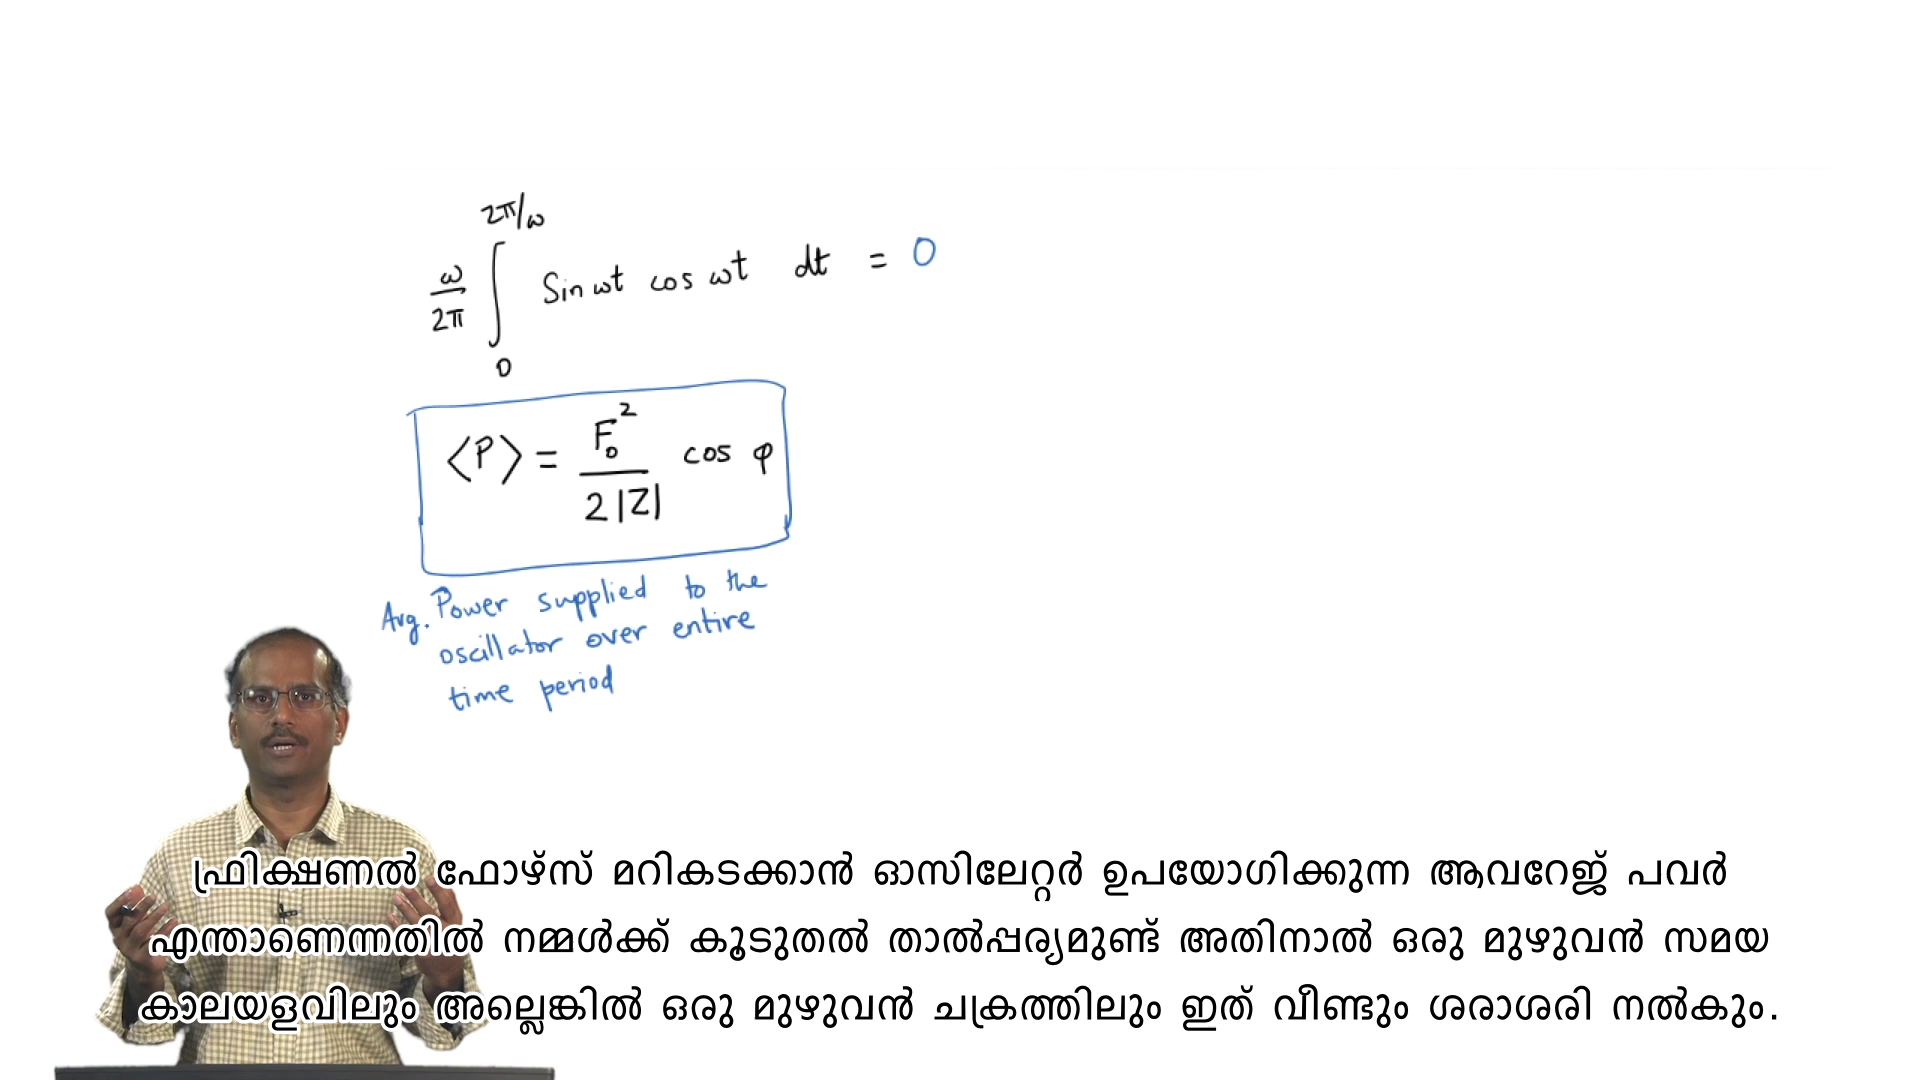 ω/2π ∫₀^{2π/ω} Sin ωt cos ωt dt = 0
⟨P⟩ = F₀² / 2|Z| cos φ
Avg. Power supplied to the
oscillator over entire
time period
ഫ്രിക്ഷണൽ ഫോഴ്സ് മറികടക്കാൻ ഓസിലേറ്റർ ഉപയോഗിക്കുന്ന ആവറേജ് പവർ
എന്താണെന്നതിൽ നമ്മൾക്ക് കൂടുതൽ താൽപ്പര്യമുണ്ട് അതിനാൽ ഒരു മുഴുവൻ സമയ
കാലയളവിലും അല്ലെങ്കിൽ ഒരു മുഴുവൻ ചക്രത്തിലും ഇത് വീണ്ടും ശരാശരി നൽകും.